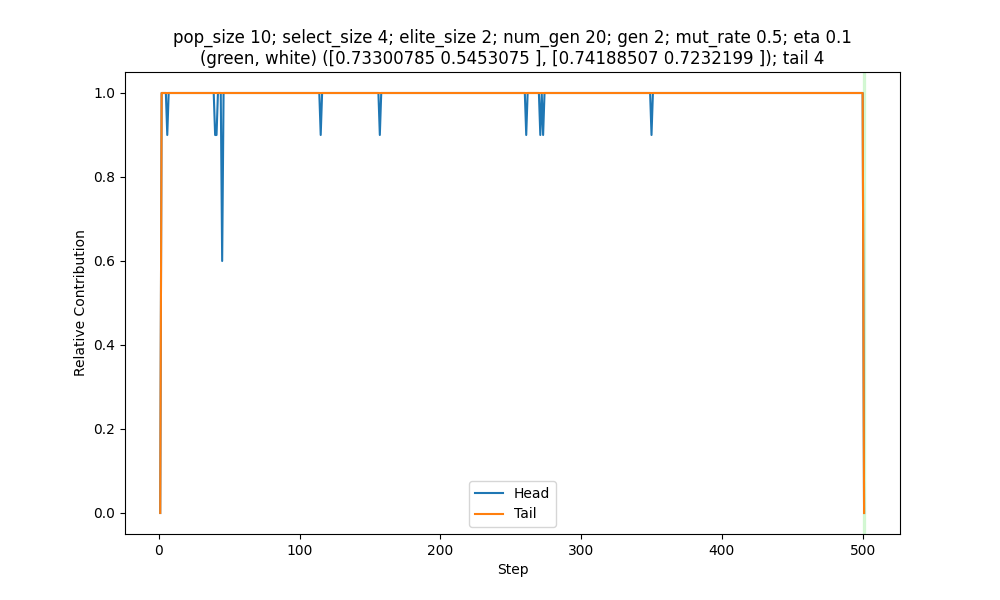 pop_size 10; select_size 4; elite_size 2; num_gen 20; gen 2; mut_rate 0.5; eta 0.1
(green, white) ([0.73300785 0.5453075 ], [0.74188507 0.7232199 ]); tail 4
1.0
0.8
0.6
0.4
0.2
0.0
Relative Contribution
Head
Tail
0
100
200
300
400
500
Step